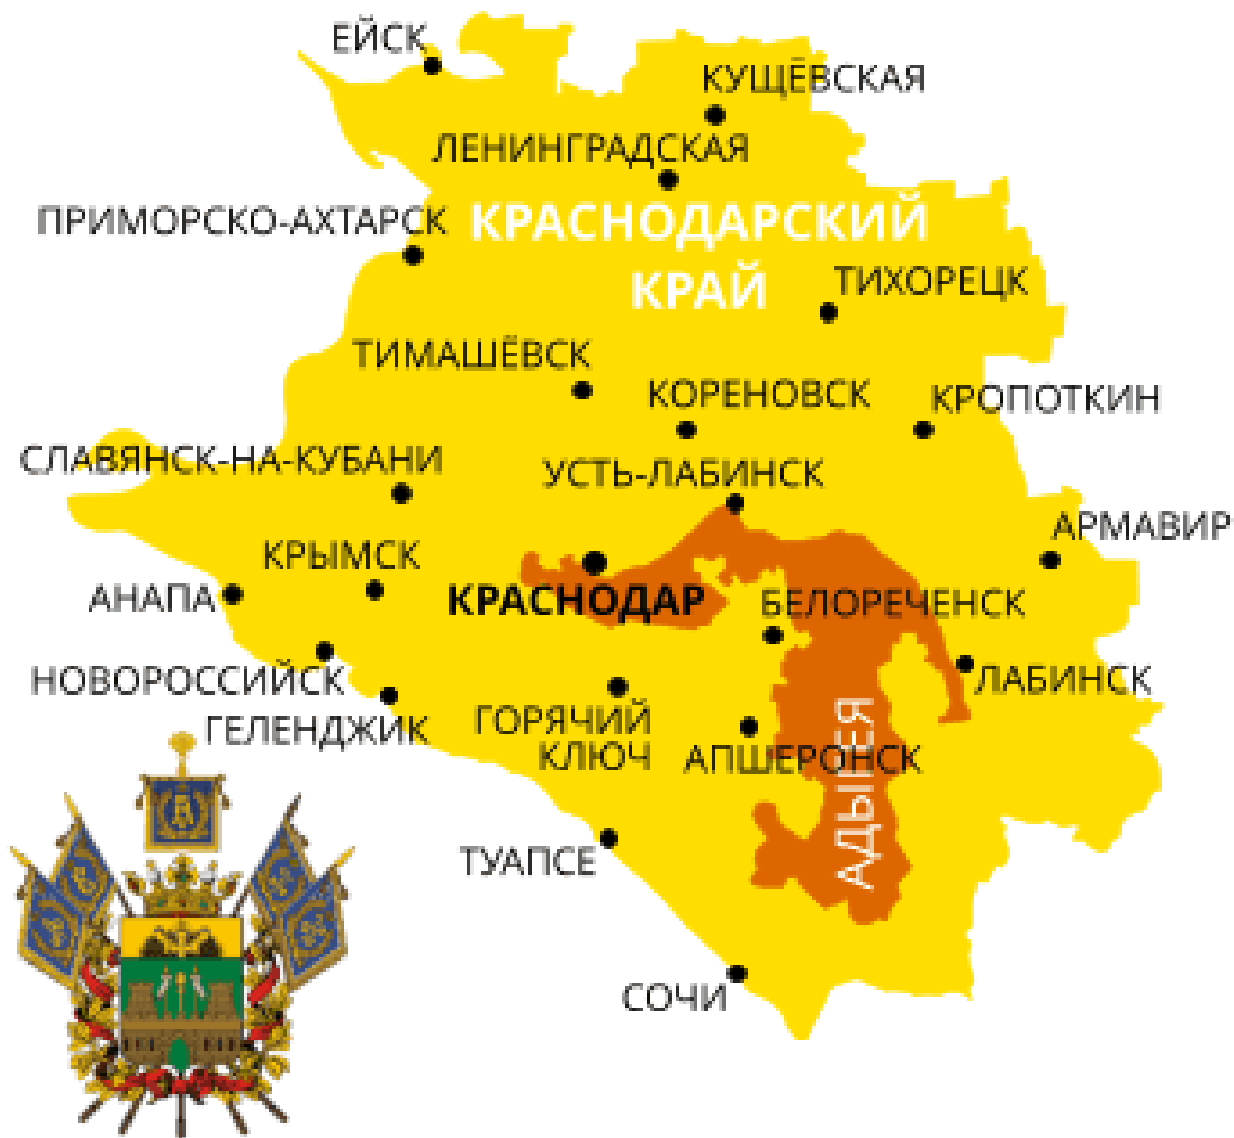 ЕЙСК
КУЩЁВСКАЯ
ЛЕНИНГРАДСКАЯ
ПРИМОРСКО-АХТАРСК
КРАСНОДАРСКИЙ
КРАЙ
ТИХОРЕЦК
ТИМАШЁВСК
КОРЕНОВСК
КРОПОТКИН
СЛАВЯНСК-НА-КУБАНИ
УСТЬ-ЛАБИНСК
АРМАВИР
КРЫМСК
АНАПА
КРАСНОДАР
БЕЛОРЕЧЕНСК
НОВОРОССИЙСК
ЛАБИНСК
ГЕЛЕНДЖИК
ГОРЯЧИЙ
КЛЮЧ
АПШЕРОНСК
АДЫГЕЯ
ТУАПСЕ
СОЧИ